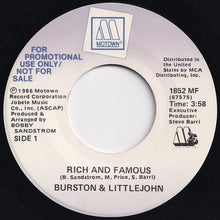 MOTOWN
FOR
PROMOTIONAL
USE ONLY/
NOT FOR
SALE
Distributed in the
United States
by MCA
Distributing, Inc.
℗1986 Motown
Record Corporation
Jobete Music
Co., Inc. (ASCAP)
Produced &
Arranged by
BOBBY
SANDSTROM
SIDE 1
1852 MF
(67575)
Time: 3:58
Executive
Producer:
Steve Barri
RICH AND FAMOUS
(B. Sandstrom, M. Price, S. Barri)
BURSTON & LITTLEJOHN